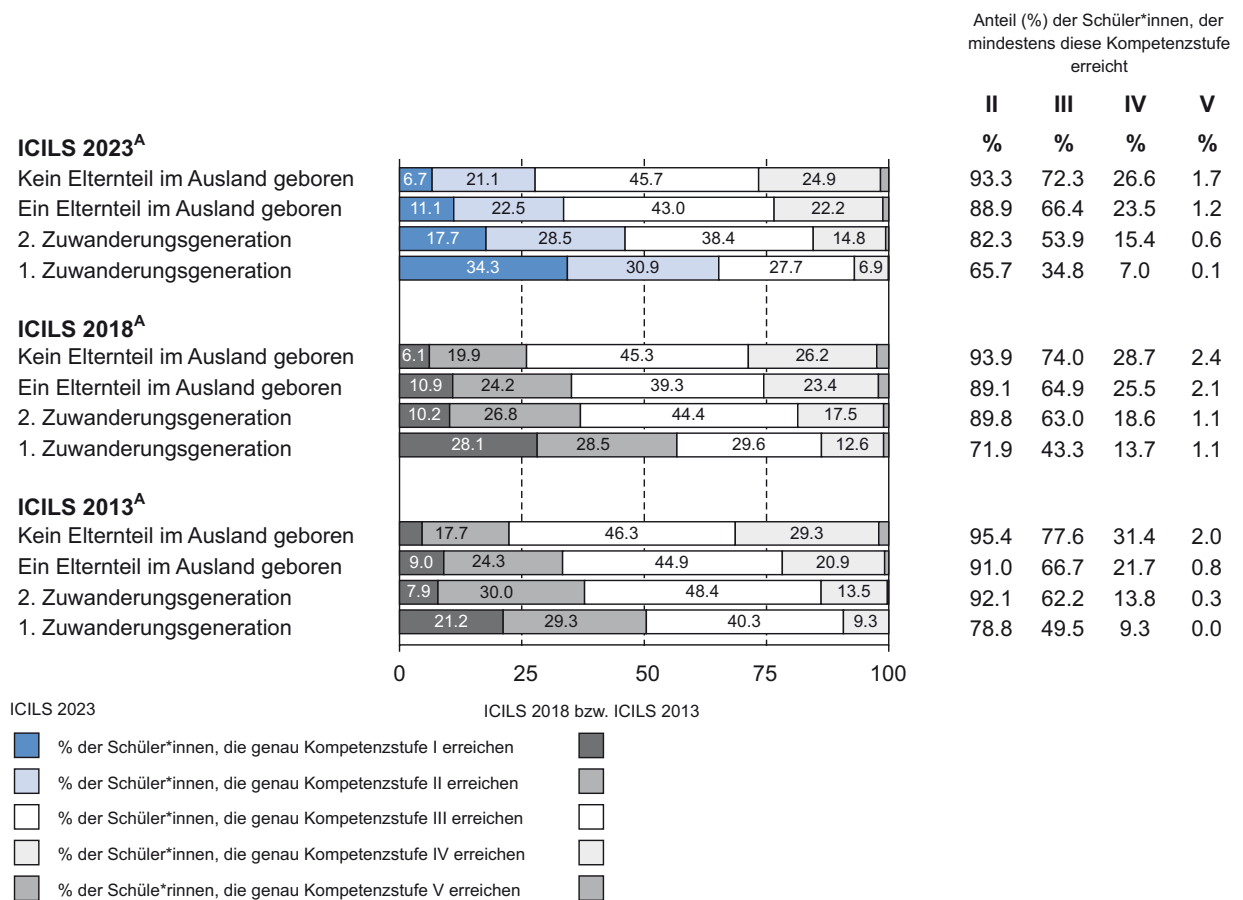 Anteil (%) der Schüler*innen, der
mindestens diese Kompetenzstufe
erreicht
II III IV V
ICILS 2023A % % % %
Kein Elternteil im Ausland geboren 6.7 21.1 45.7 24.9 93.3 72.3 26.6 1.7
Ein Elternteil im Ausland geboren 11.1 22.5 43.0 22.2 88.9 66.4 23.5 1.2
2. Zuwanderungsgeneration 17.7 28.5 38.4 14.8 82.3 53.9 15.4 0.6
1. Zuwanderungsgeneration 34.3 30.9 27.7 6.9 65.7 34.8 7.0 0.1
ICILS 2018A
Kein Elternteil im Ausland geboren 6.1 19.9 45.3 26.2 93.9 74.0 28.7 2.4
Ein Elternteil im Ausland geboren 10.9 24.2 39.3 23.4 89.1 64.9 25.5 2.1
2. Zuwanderungsgeneration 10.2 26.8 44.4 17.5 89.8 63.0 18.6 1.1
1. Zuwanderungsgeneration 28.1 28.5 29.6 12.6 71.9 43.3 13.7 1.1
ICILS 2013A
Kein Elternteil im Ausland geboren 17.7 46.3 29.3 95.4 77.6 31.4 2.0
Ein Elternteil im Ausland geboren 9.0 24.3 44.9 20.9 91.0 66.7 21.7 0.8
2. Zuwanderungsgeneration 7.9 30.0 48.4 13.5 92.1 62.2 13.8 0.3
1. Zuwanderungsgeneration 21.2 29.3 40.3 9.3 78.8 49.5 9.3 0.0
0 25 50 75 100
ICILS 2023 ICILS 2018 bzw. ICILS 2013
% der Schüler*innen, die genau Kompetenzstufe I erreichen
% der Schüler*innen, die genau Kompetenzstufe II erreichen
% der Schüler*innen, die genau Kompetenzstufe III erreichen
% der Schüler*innen, die genau Kompetenzstufe IV erreichen
% der Schüle*rinnen, die genau Kompetenzstufe V erreichen